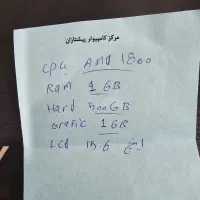 مرکز کامپیوتر پیشتازان
CPU AMD 1800
Ram 1 GB
Hard 500 GB
Grafic 1 GB
LCD 15.6 اینچ